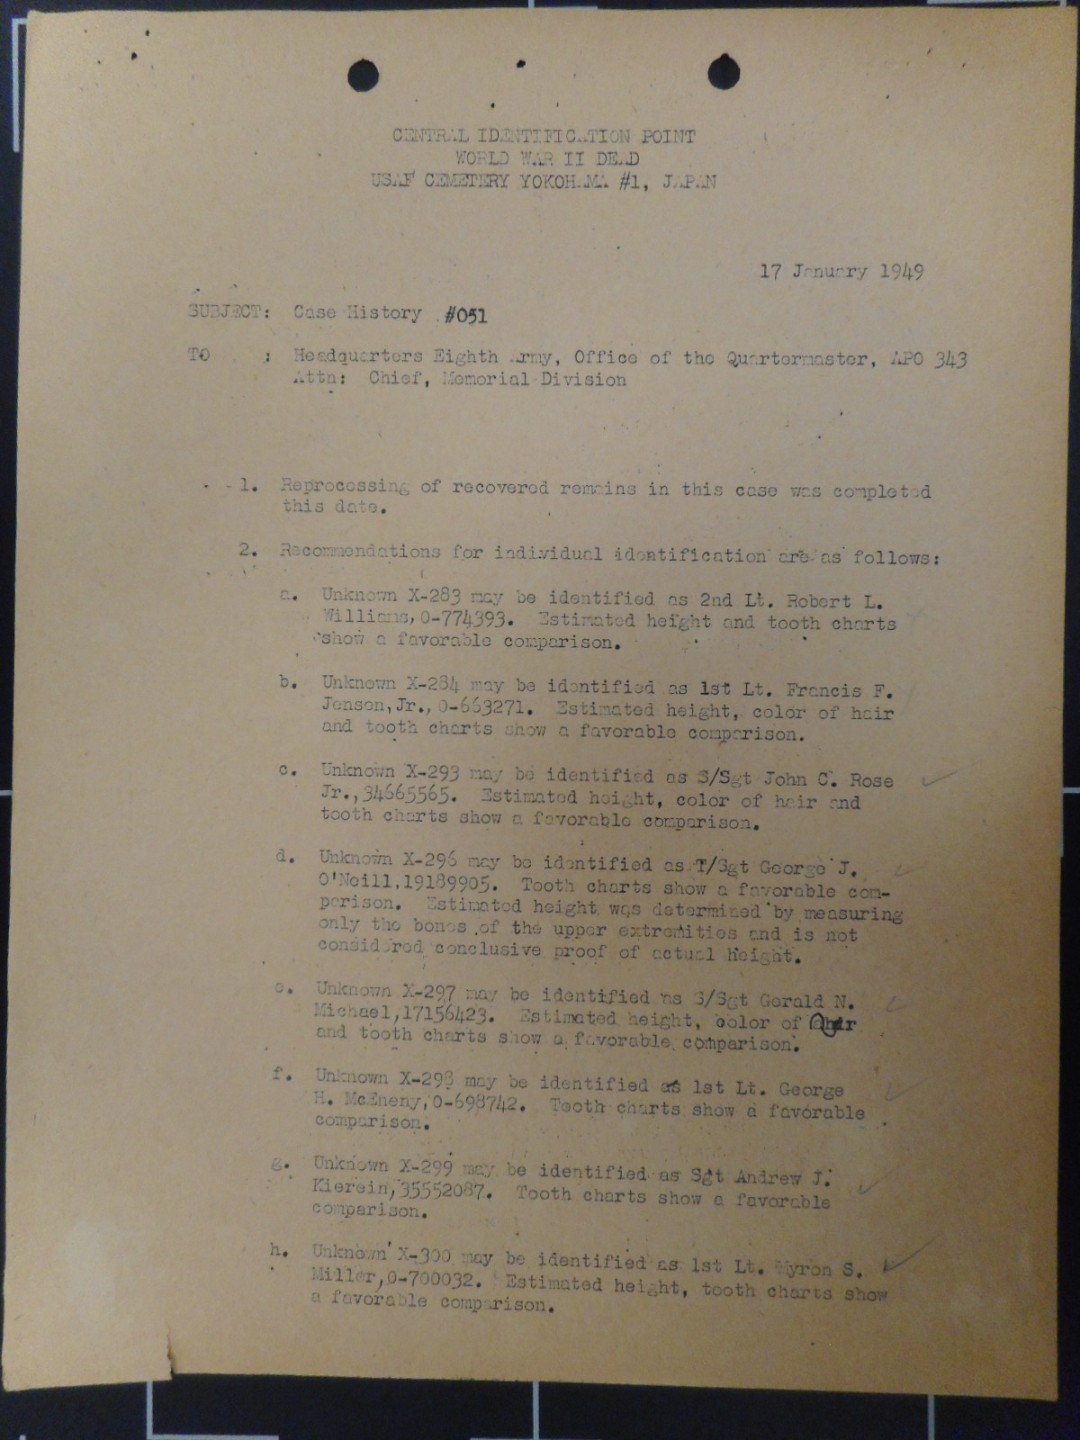 CENTRAL IDENTIFICATION POINT
WORLD WAR II DEAD
USAF CEMETERY YOKOHAMA #1, JAPAN
17 January 1949
SUBJECT: Case History #051
TO : Headquarters Eighth Army, Office of the Quartermaster, APO 343
Attn: Chief, Memorial Division
1. Reprocessing of recovered remains in this case was completed
this date.
2. Recommendations for individual identification are as follows:
a. Unknown X-283 may be identified as 2nd Lt. Robert L.
Williams, O-774393. Estimated height and tooth charts
show a favorable comparison.
b. Unknown X-284 may be identified as 1st Lt. Francis F.
Jensen, Jr., O-663271. Estimated height, color of hair
and tooth charts show a favorable comparison.
c. Unknown X-293 may be identified as S/Sgt John C. Rose
Jr., 34665565. Estimated height, color of hair and
tooth charts show a favorable comparison.
d. Unknown X-296 may be identified as T/Sgt George J.
O'Neill, 19189905. Tooth charts show a favorable com-
parison. Estimated height was determined by measuring
only the bones of the upper extremities and is not
considered conclusive proof of actual height.
e. Unknown X-297 may be identified as S/Sgt Gerald N.
Michael, 17156423. Estimated height, color of hair
and tooth charts show a favorable comparison.
f. Unknown X-298 may be identified as 1st Lt. George
H. McEneny, O-698742. Tooth charts show a favorable
comparison.
g. Unknown X-299 may be identified as Sgt Andrew J.
Kierein, 35552087. Tooth charts show a favorable
comparison.
h. Unknown X-300 may be identified as 1st Lt. Myron S.
Miller, O-700032. Estimated height, tooth charts show
a favorable comparison.